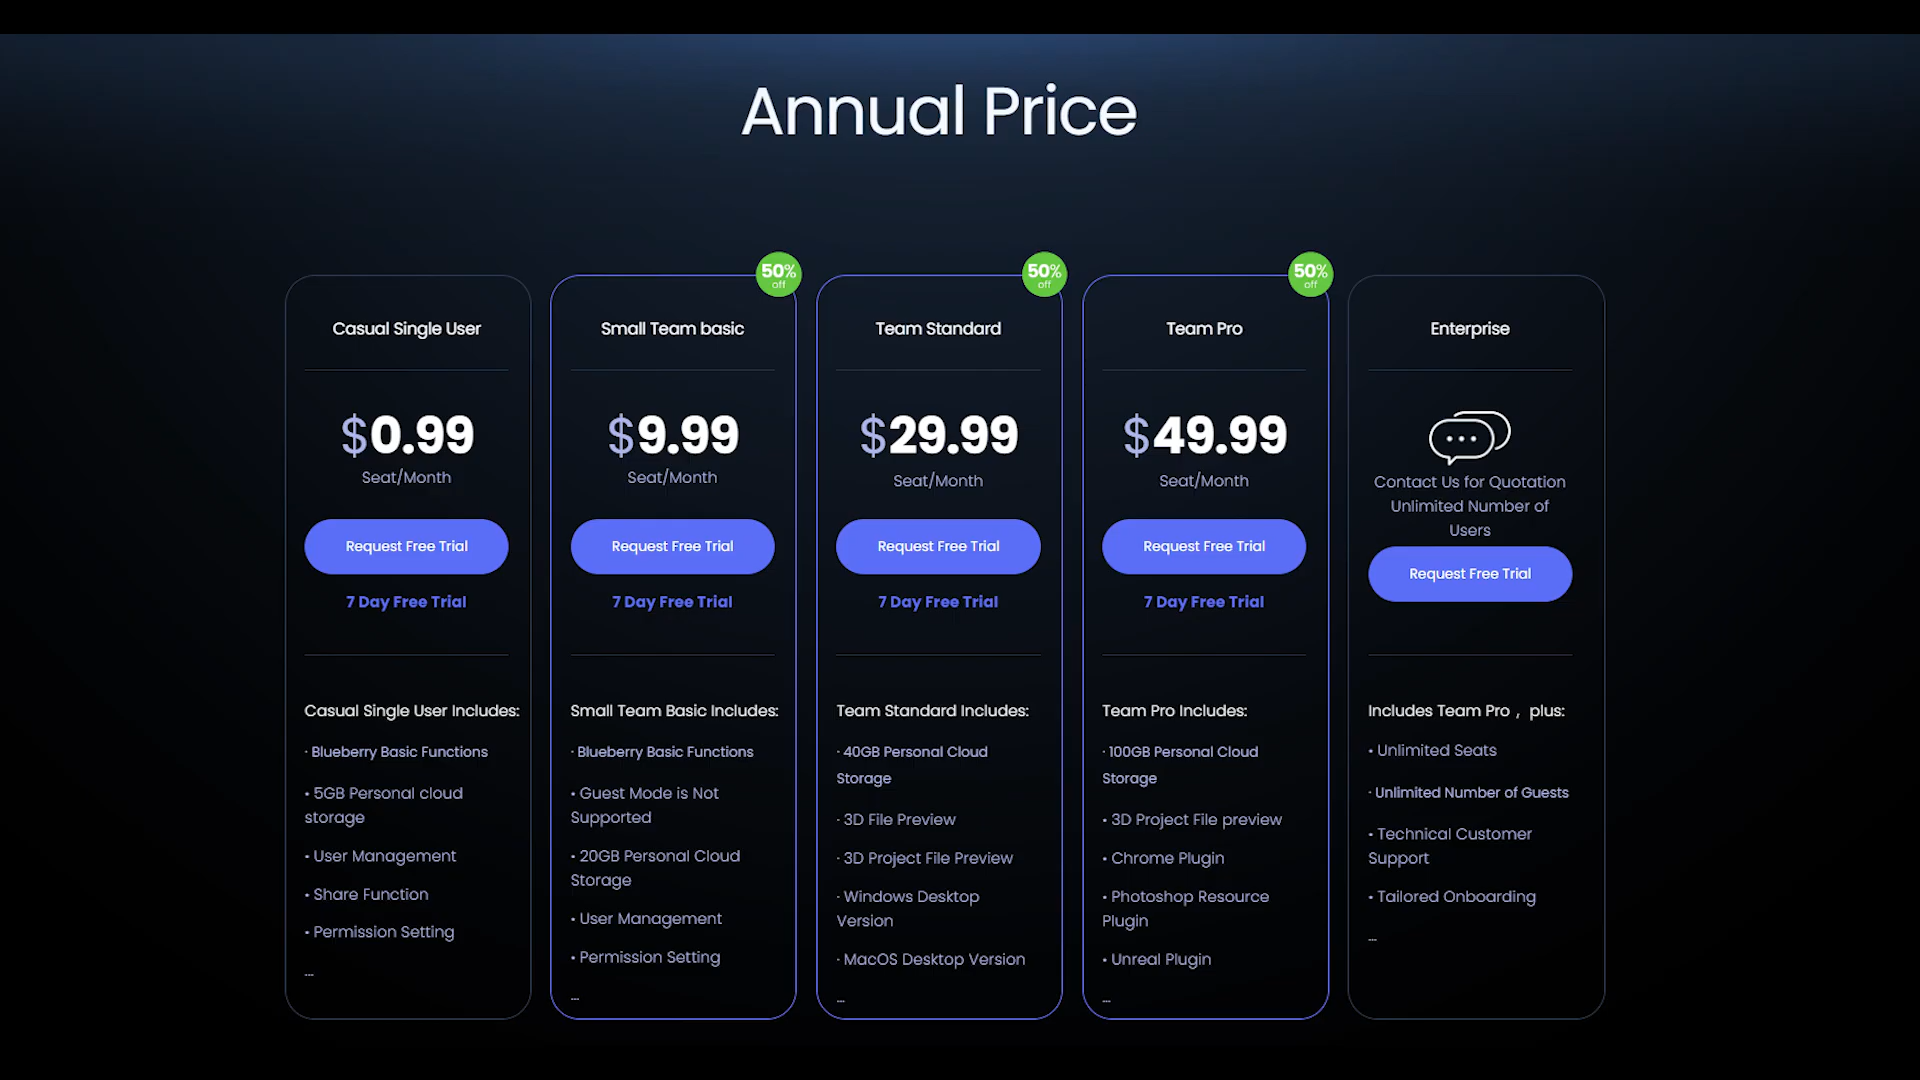 Annual Price
50%
off
Casual Single User
$0.99
Seat/Month
Request Free Trial
7 Day Free Trial
Casual Single User Includes:
· Blueberry Basic Functions
• 5GB Personal cloud
storage
• User Management
• Share Function
• Permission Setting
...
Small Team basic
$9.99
Seat/Month
Request Free Trial
7 Day Free Trial
Small Team Basic Includes:
· Blueberry Basic Functions
• Guest Mode is Not
Supported
• 20GB Personal Cloud
Storage
• User Management
• Permission Setting
...
50%
off
Team Standard
$29.99
Seat/Month
Request Free Trial
7 Day Free Trial
Team Standard Includes:
· 40GB Personal Cloud
Storage
· 3D File Preview
· 3D Project File Preview
· Windows Desktop
Version
· MacOS Desktop Version
...
50%
off
Team Pro
$49.99
Seat/Month
Request Free Trial
7 Day Free Trial
Team Pro Includes:
· 100GB Personal Cloud
Storage
• 3D Project File preview
• Chrome Plugin
• Photoshop Resource
Plugin
• Unreal Plugin
...
Enterprise
Contact Us for Quotation
Unlimited Number of
Users
Request Free Trial
Includes Team Pro， plus:
• Unlimited Seats
· Unlimited Number of Guests
• Technical Customer
Support
• Tailored Onboarding
...